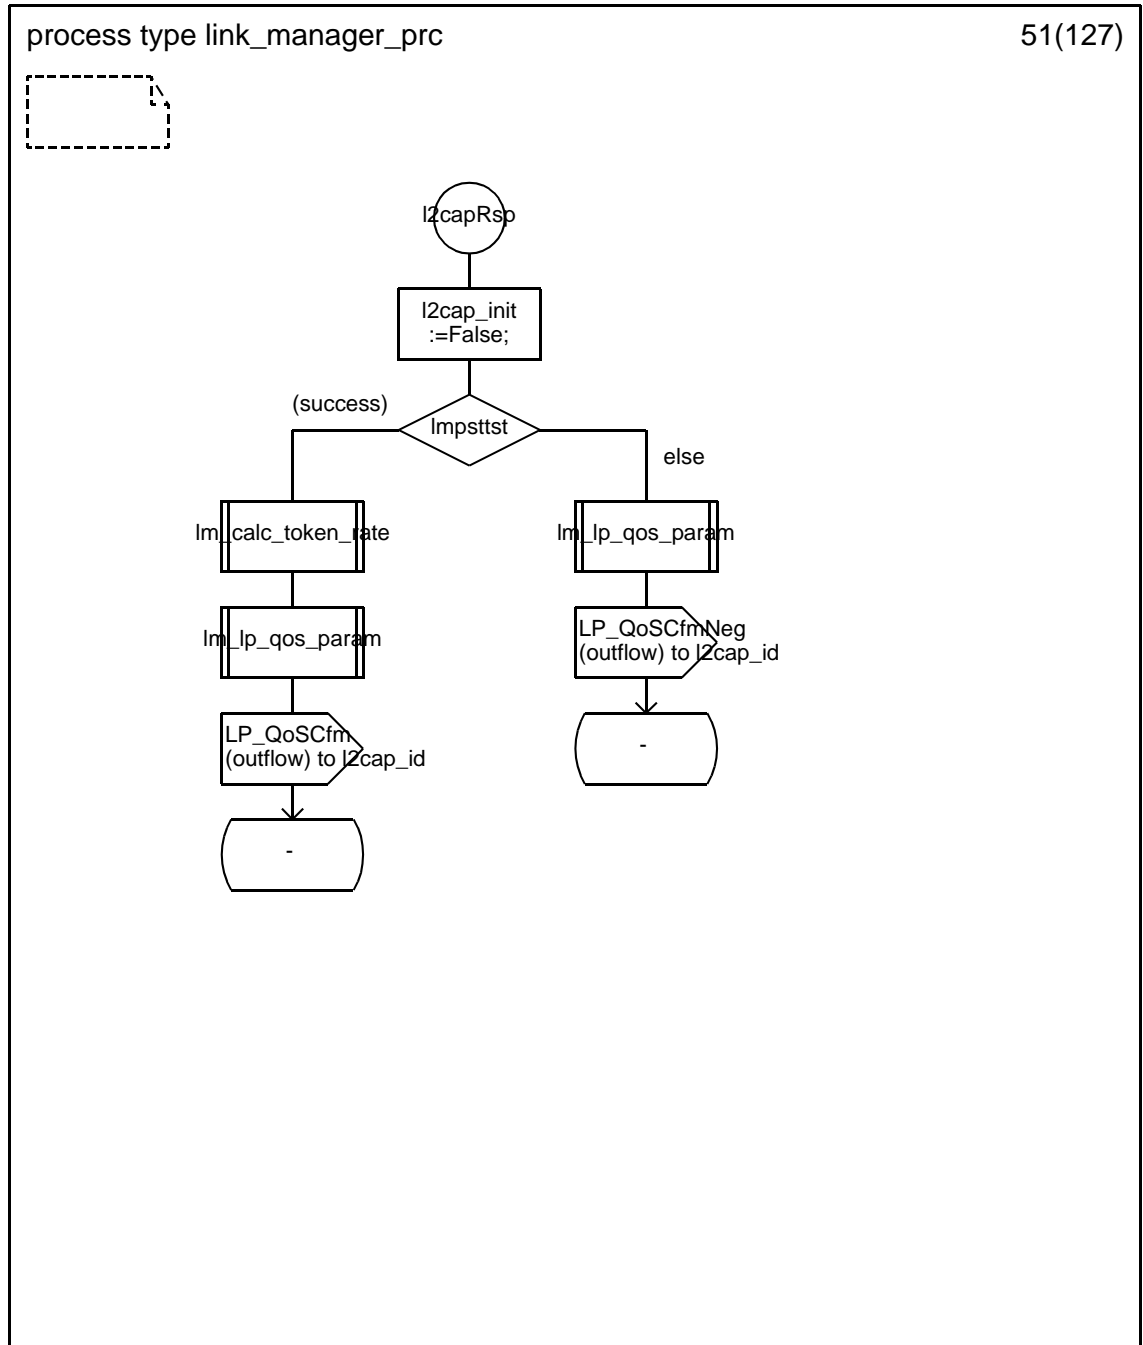 process type link_manager_prc
51(127)
l2capRsp
l2cap_init
:=False;
(success)
lmpsttst
else
lm_calc_token_rate
lm_lp_qos_param
lm_lp_qos_param
LP_QoSCfmNeg
(outflow) to l2cap_id
LP_QoSCfm
(outflow) to l2cap_id
-
-